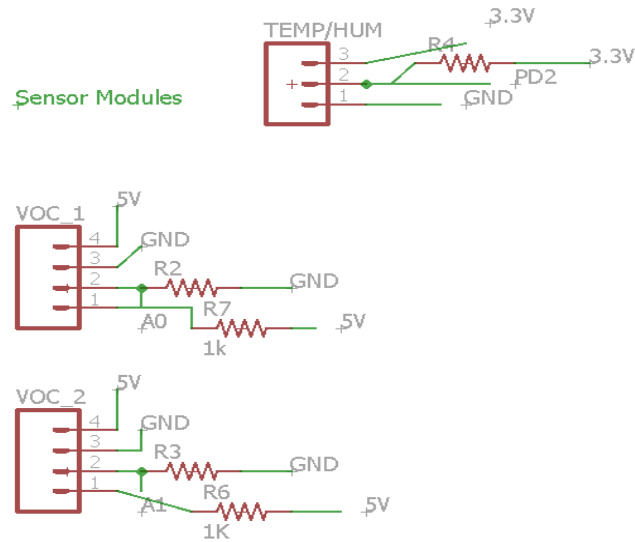 3.3V
TEMP/HUM
3
R4
3.3V
2
PD2
Sensor Modules
1
GND
5V
VOC_1
4
GND
3
R2
2
GND
R7
1
A0
5V
1k
5V
VOC_2
4
GND
3
R3
2
GND
R6
1
A1
5V
1K